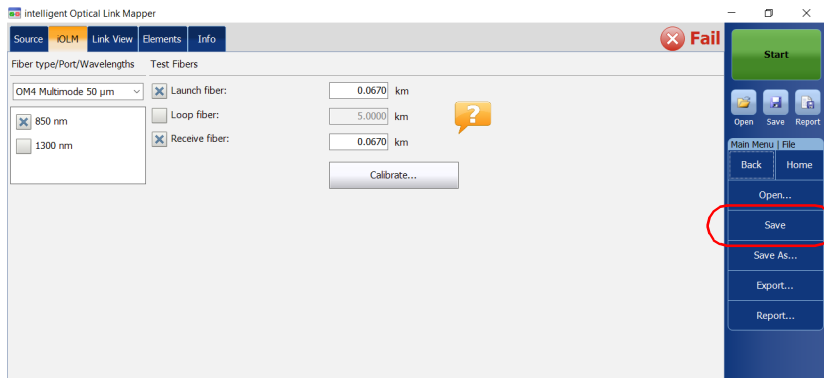 intelligent Optical Link Mapper
Source iOLM Link View Elements Info
Fail
Start
Fiber type/Port/Wavelengths Test Fibers
OM4 Multimode 50 µm
Launch fiber: 0.0670 km
Loop fiber: 5.0000 km
850 nm
Receive fiber: 0.0670 km
1300 nm
Calibrate...
?
Open Save Report
Main Menu | File
Back Home
Open...
Save
Save As...
Export...
Report...